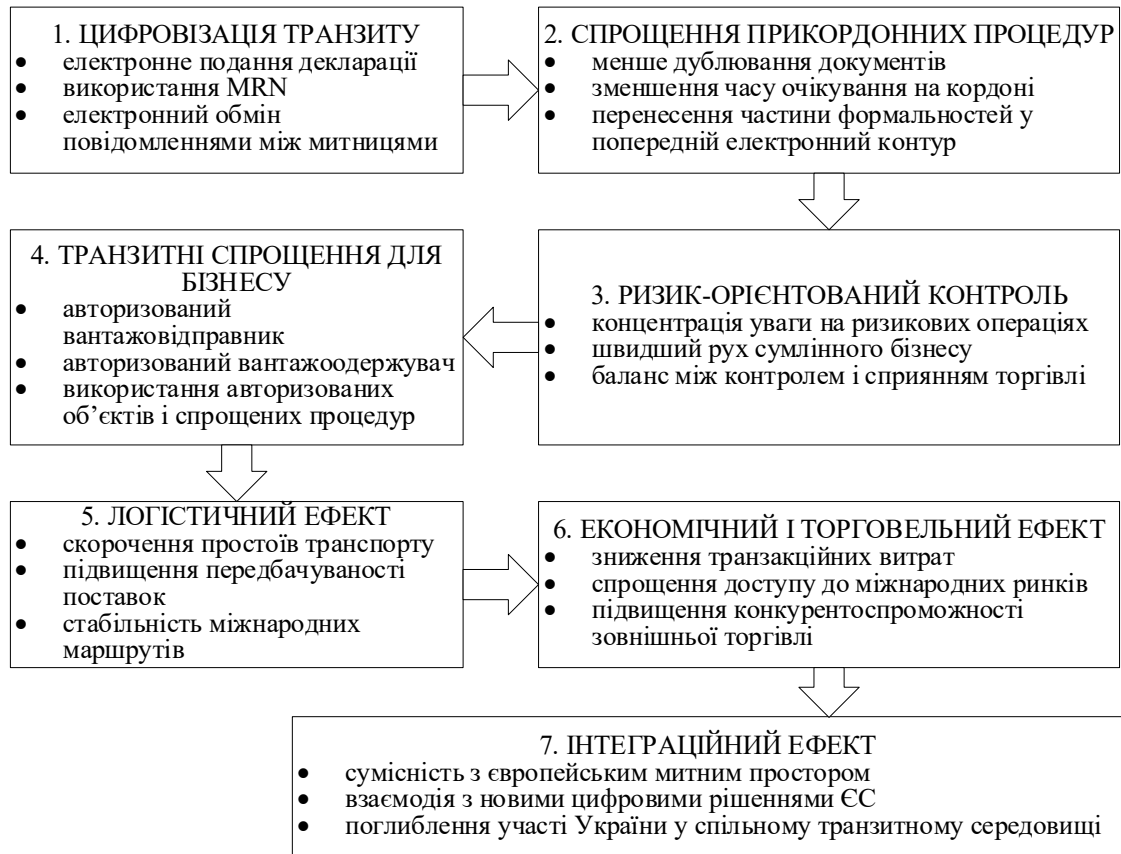 1. ЦИФРОВІЗАЦІЯ ТРАНЗИТУ
• електронне подання декларації
• використання MRN
• електронний обмін
повідомленнями між митницями
2. СПРОЩЕННЯ ПРИКОРДОННИХ ПРОЦЕДУР
• менше дублювання документів
• зменшення часу очікування на кордоні
• перенесення частини формальностей у
попередній електронний контур
3. РИЗИК-ОРІЄНТОВАНИЙ КОНТРОЛЬ
• концентрація уваги на ризикових операціях
• швидший рух сумлінного бізнесу
• баланс між контролем і сприянням торгівлі
4. ТРАНЗИТНІ СПРОЩЕННЯ ДЛЯ
БІЗНЕСУ
• авторизований
вантажовідправник
• авторизований вантажоодержувач
• використання авторизованих
об’єктів і спрощених процедур
5. ЛОГІСТИЧНИЙ ЕФЕКТ
• скорочення простоїв транспорту
• підвищення передбачуваності
поставок
• стабільність міжнародних
маршрутів
6. ЕКОНОМІЧНИЙ І ТОРГОВЕЛЬНИЙ ЕФЕКТ
• зниження транзакційних витрат
• спрощення доступу до міжнародних ринків
• підвищення конкурентоспроможності
зовнішньої торгівлі
7. ІНТЕГРАЦІЙНИЙ ЕФЕКТ
• сумісність з європейським митним простором
• взаємодія з новими цифровими рішеннями ЄС
• поглиблення участі України у спільному транзитному середовищі